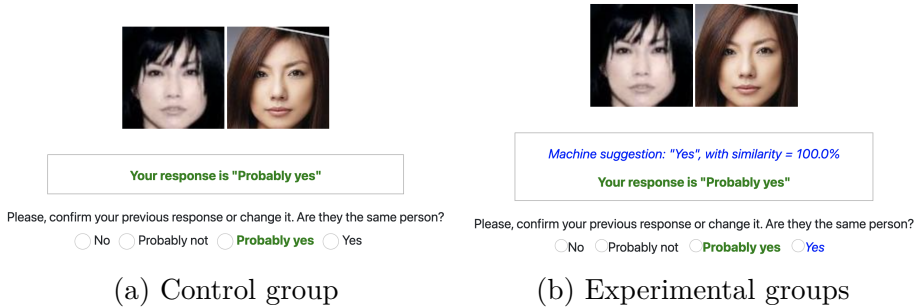 Your response is "Probably yes"
Please, confirm your previous response or change it. Are they the same person?
No Probably not Probably yes Yes
(a) Control group
Machine suggestion: "Yes", with similarity = 100.0%
Your response is "Probably yes"
Please, confirm your previous response or change it. Are they the same person?
No Probably not Probably yes Yes
(b) Experimental groups